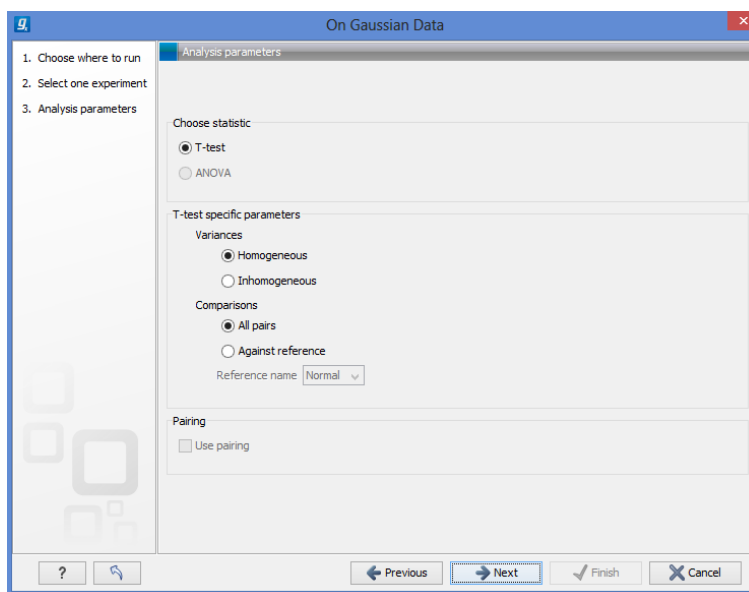 On Gaussian Data
1. Choose where to run
2. Select one experiment
3. Analysis parameters
Analysis parameters
Choose statistic
T-test
ANOVA
T-test specific parameters
Variances
Homogeneous
Inhomogeneous
Comparisons
All pairs
Against reference
Reference name Normal
Pairing
Use pairing
? Previous Next Finish Cancel